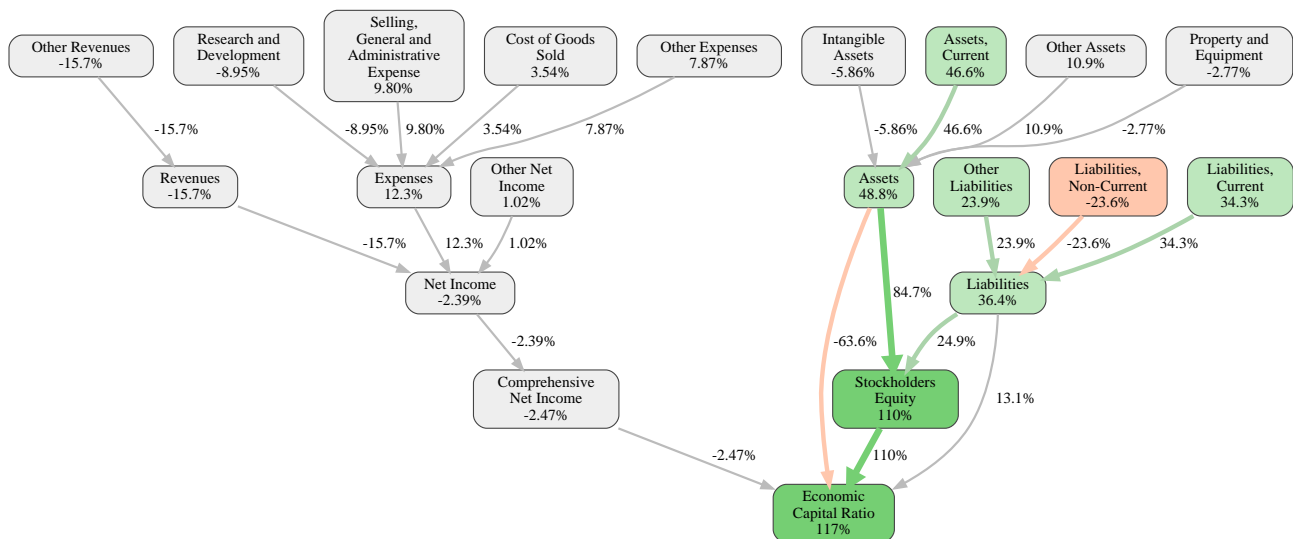 Other Revenues
-15.7%
Research and
Development
-8.95%
Selling,
General and
Administrative
Expense
9.80%
Cost of Goods
Sold
3.54%
Other Expenses
7.87%
Intangible
Assets
-5.86%
Assets,
Current
46.6%
Other Assets
10.9%
Property and
Equipment
-2.77%
-15.7%
-8.95%
9.80%
3.54%
7.87%
-5.86%
46.6%
10.9%
-2.77%
Revenues
-15.7%
Expenses
12.3%
Other Net
Income
1.02%
Assets
48.8%
Other
Liabilities
23.9%
Liabilities,
Non-Current
-23.6%
Liabilities,
Current
34.3%
-15.7%
12.3%
1.02%
23.9%
-23.6%
34.3%
Net Income
-2.39%
84.7%
Liabilities
36.4%
-2.39%
-63.6%
24.9%
Comprehensive
Net Income
-2.47%
Stockholders
Equity
110%
13.1%
-2.47%
110%
Economic
Capital Ratio
117%